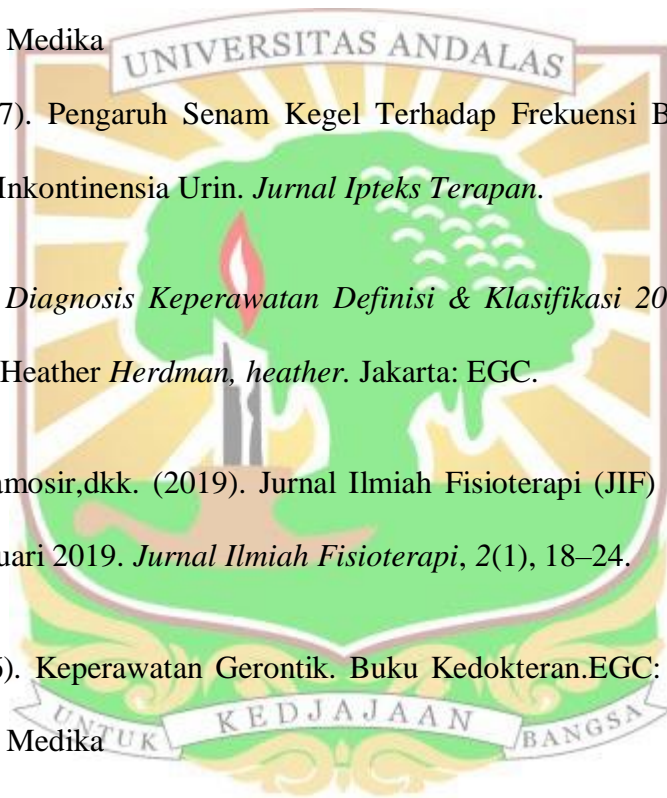 Medika
UNIVERSITAS ANDALAS
7). Pengaruh Senam Kegel Terhadap Frekuensi B
Inkontinensia Urin. Jurnal Ipteks Terapan.
Diagnosis Keperawatan Definisi & Klasifikasi 20
Heather Herdman, heather. Jakarta: EGC.
amosir,dkk. (2019). Jurnal Ilmiah Fisioterapi (JIF)
uari 2019. Jurnal Ilmiah Fisioterapi, 2(1), 18–24.
). Keperawatan Gerontik. Buku Kedokteran.EGC:
UNTUK KEDJAJAAN BANGSA
Medika